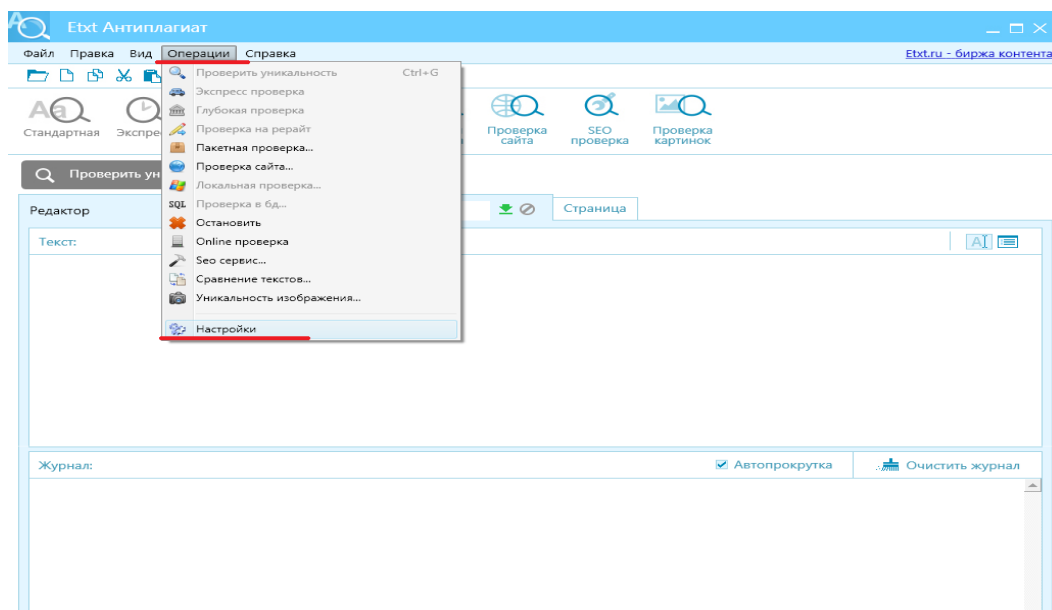 Etxt Антиплагиат
Файл Правка Вид Операции Справка
Etxt.ru - биржа контента
Проверить уникальность Ctrl+G
Экспресс проверка
Глубокая проверка
Проверка на рерайт
Пакетная проверка...
Проверка сайта...
Локальная проверка...
SQL Проверка в бд...
Остановить
Online проверка
Seo сервис...
Сравнение текстов...
Уникальность изображения...
Настройки
Стандартная
Проверка сайта
SEO проверка
Проверка картинок
Проверить
Редактор
Страница
Текст:
Журнал:
Автопрокрутка
Очистить журнал